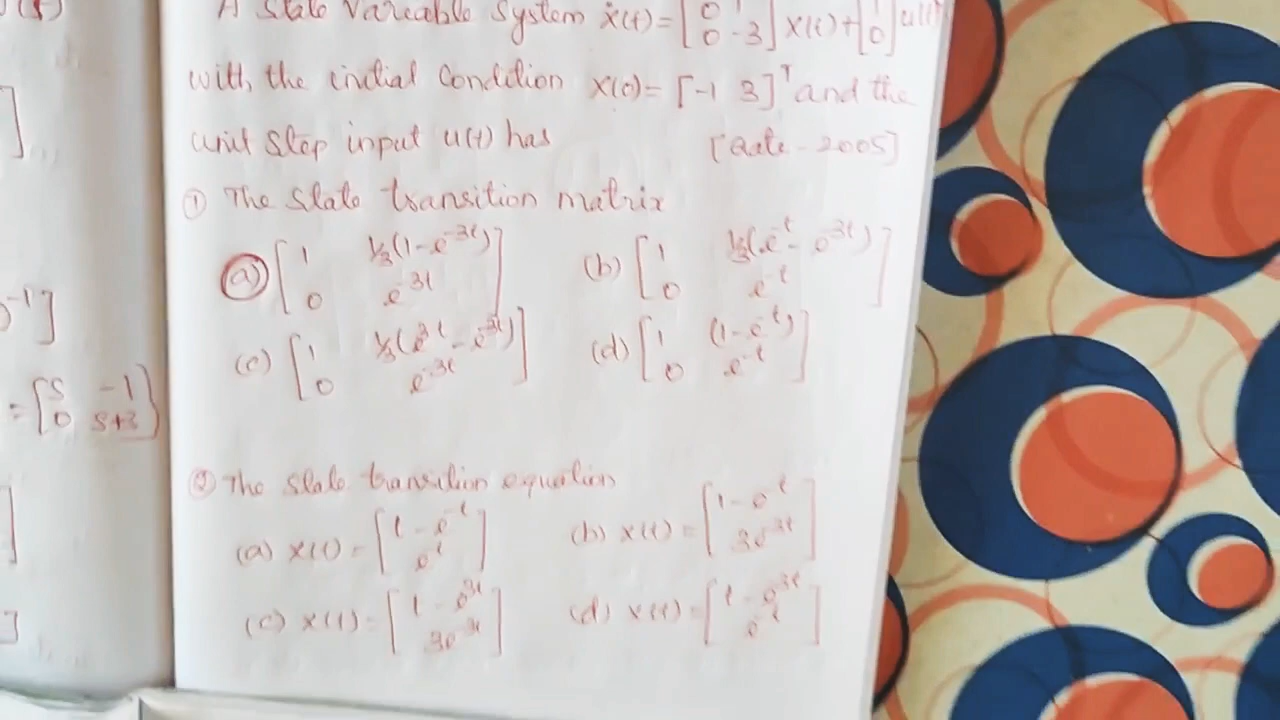 A State Variable System ẋ(t)=[0 1; 0 -3] x(t)+[1; 0] u(t)
with the initial Condition x(0)= [-1 3]ᵀ and the
unit step input u(t) has [Gate - 2005]
① The State transition matrix
(a) [1 ⅓(1-e^-3t); 0 e^-3t] (b) [1 ⅓(e^-t - e^-3t); 0 e^-t]
(c) [1 ⅓(e^3t - e^-3t); 0 e^-3t] (d) [1 (1-e^-t); 0 e^-t]
= [s -1; 0 s+3]
② The State transition equation
(a) x(t) = [t - e^-t; e^-t] (b) x(t) = [1 - e^-t; 3e^-3t]
(c) x(t) = [t - e^-3t; 3e^-3t] (d) x(t) = [t - e^-3t; e^-t]